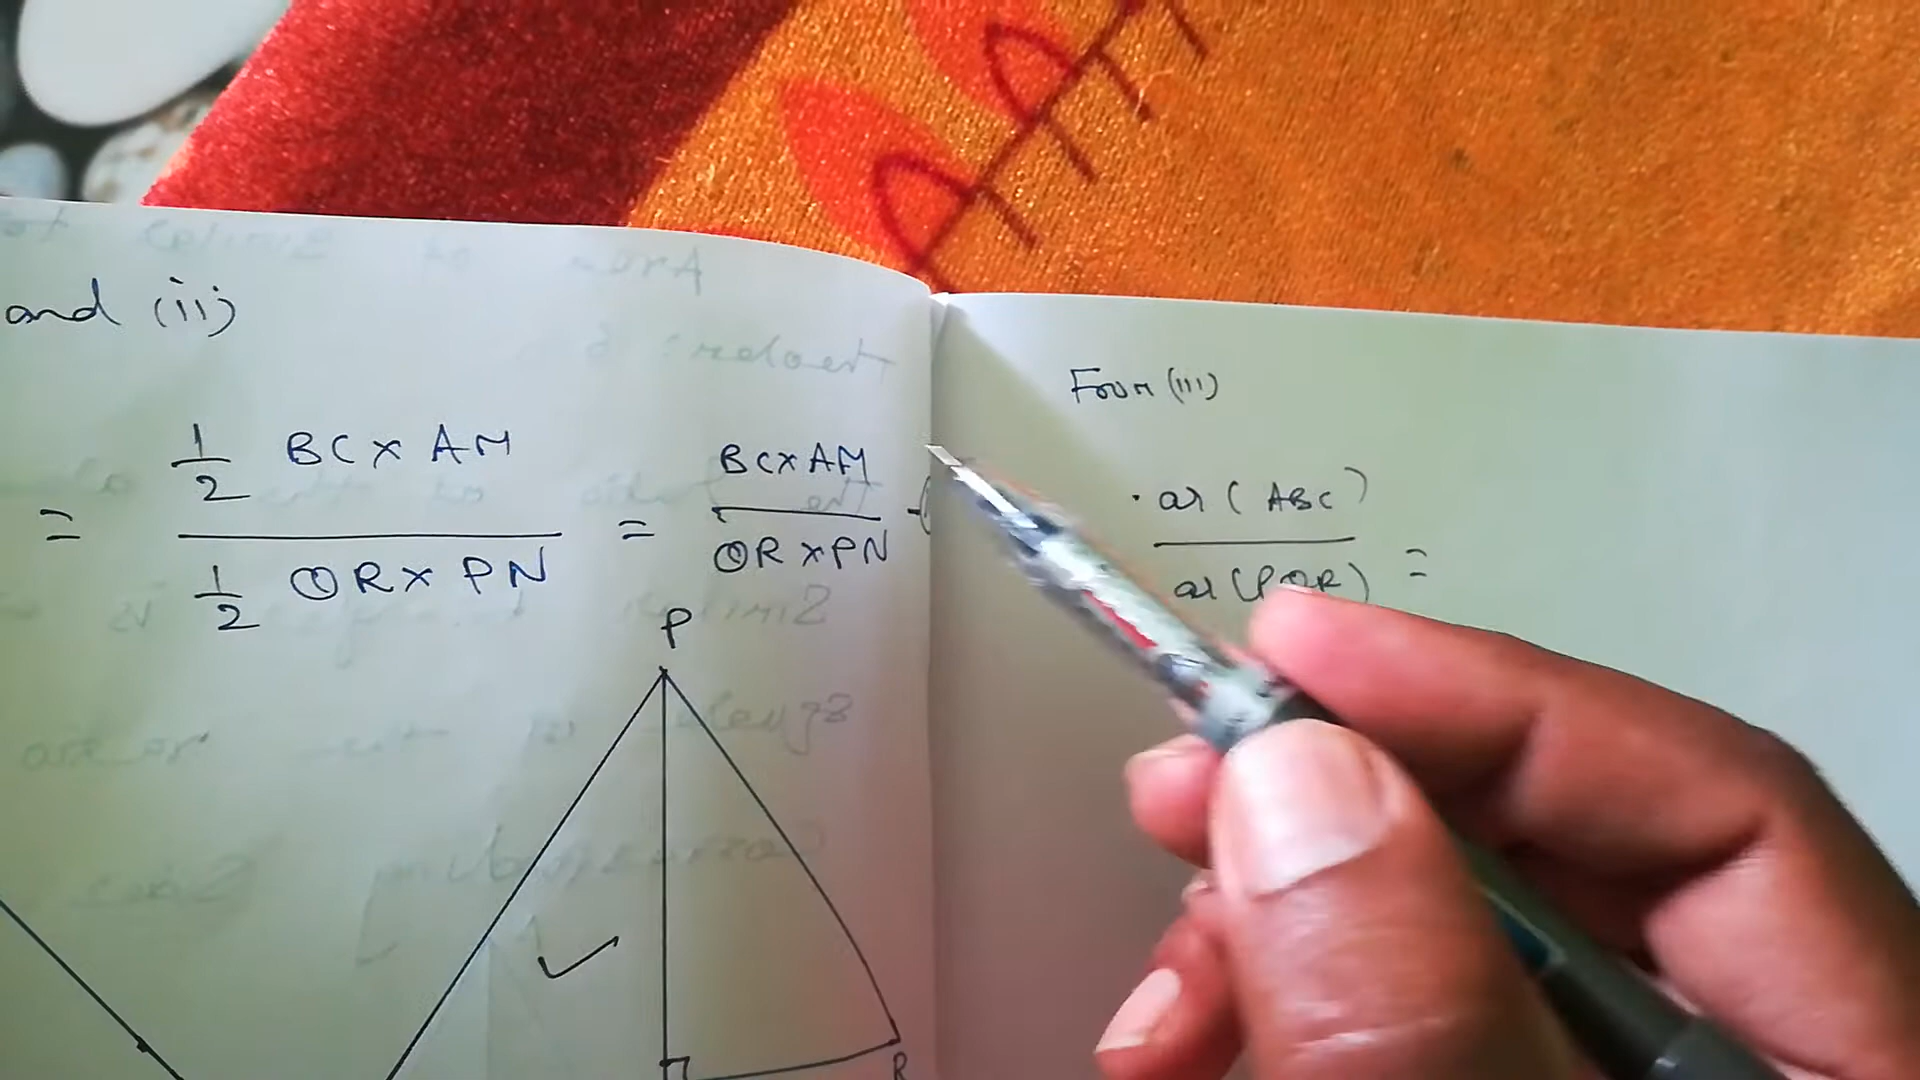 and (ii)
= 1/2 BC × AM / 1/2 QR × PN = BC × AM / QR × PN
P
R
From (iii)
ar (ABC) / ar (PQR) =